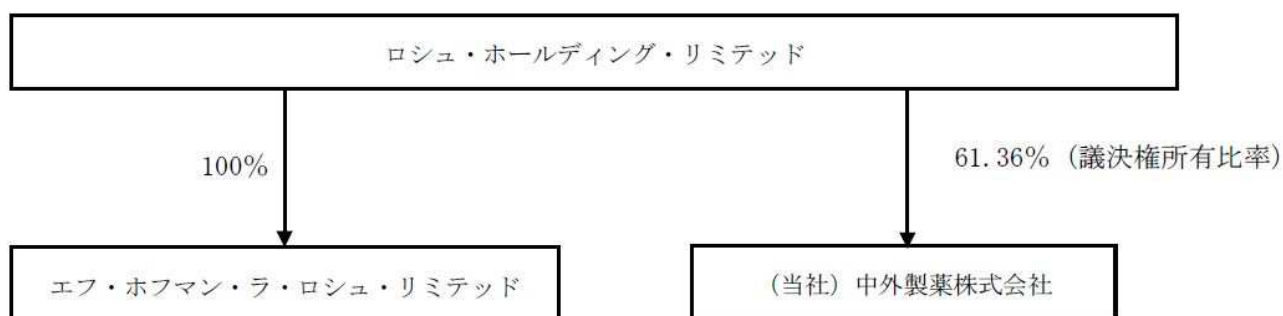 ロシュ・ホールディング・リミテッド
100%
61.36% (議決権所有比率)
エフ・ホフマン・ラ・ロシュ・リミテッド
(当社) 中外製薬株式会社